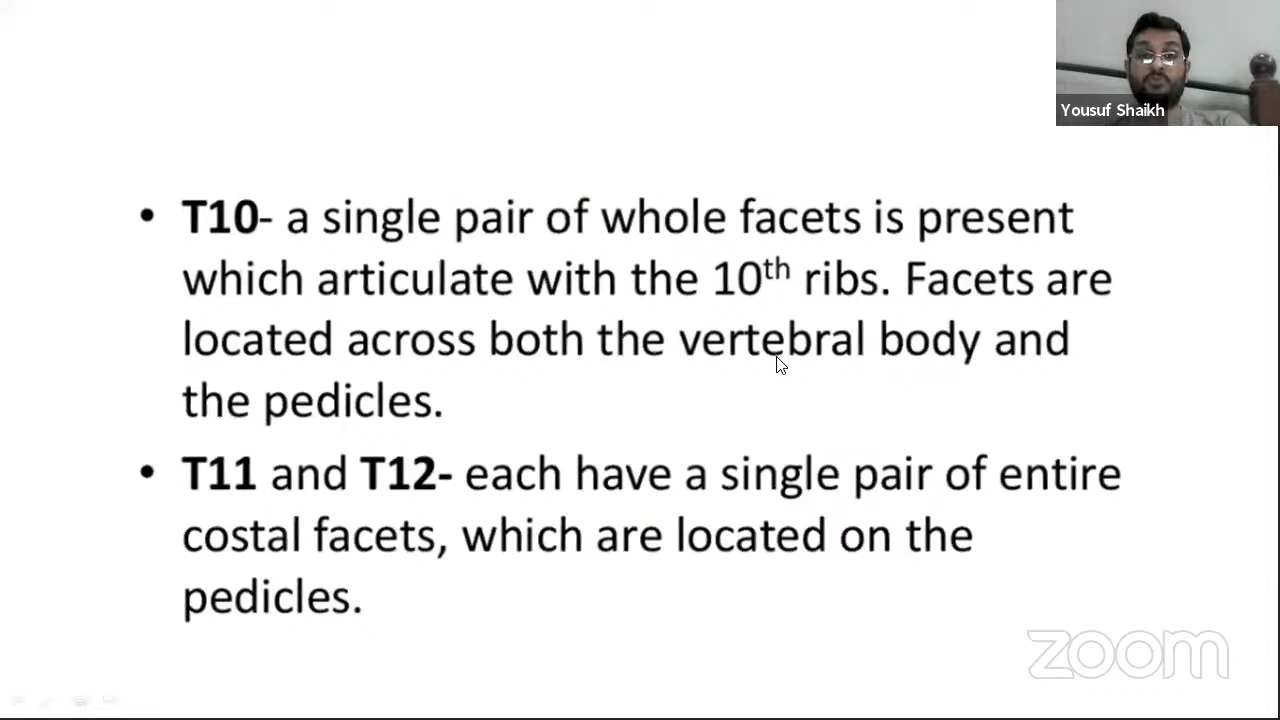 Yousuf Shaikh
• T10- a single pair of whole facets is present
which articulate with the 10th ribs. Facets are
located across both the vertebral body and
the pedicles.
• T11 and T12- each have a single pair of entire
costal facets, which are located on the
pedicles.
zoom